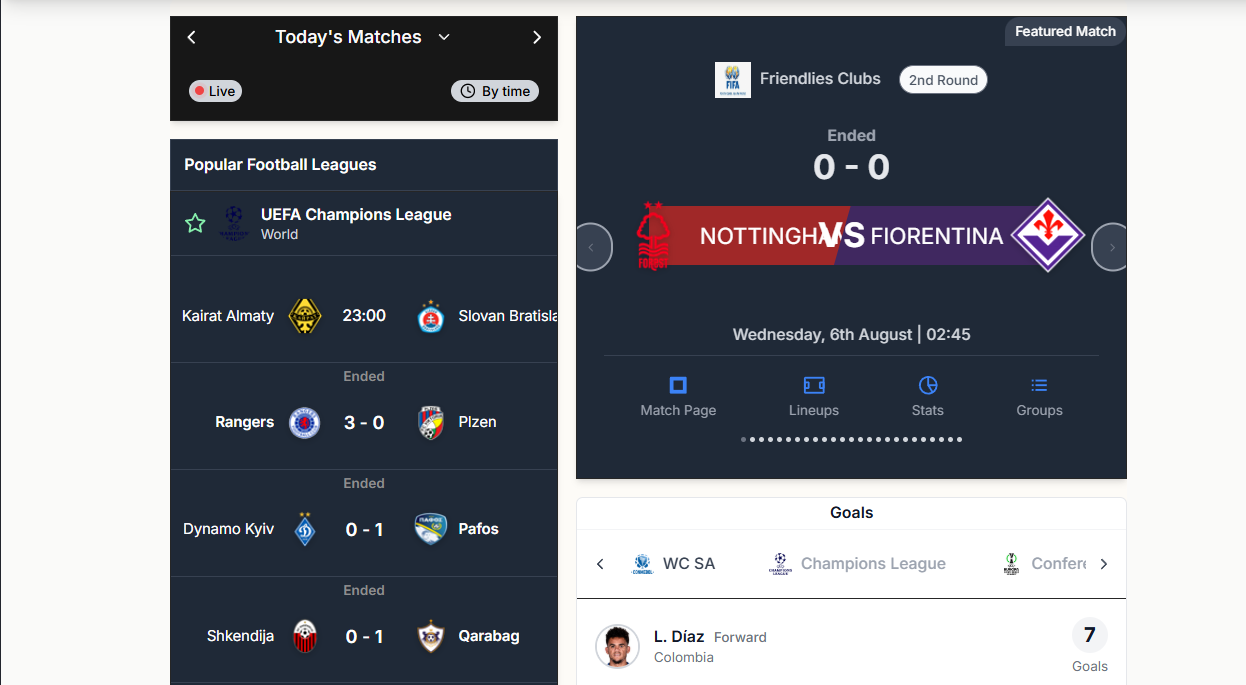 Today's Matches
Live
By time
Popular Football Leagues
UEFA Champions League
World
Kairat Almaty
23:00
Slovan Bratisla
Ended
Rangers
3 - 0
Plzen
Ended
Dynamo Kyiv
0 - 1
Pafos
Ended
Shkendija
0 - 1
Qarabag
Featured Match
FIFA
Friendlies Clubs
2nd Round
Ended
0 - 0
FOREST
NOTTINGHA
VS
FIORENTINA
Wednesday, 6th August | 02:45
Match Page
Lineups
Stats
Groups
Goals
WC SA
Champions League
Confere
L. Díaz Forward
Colombia
7
Goals